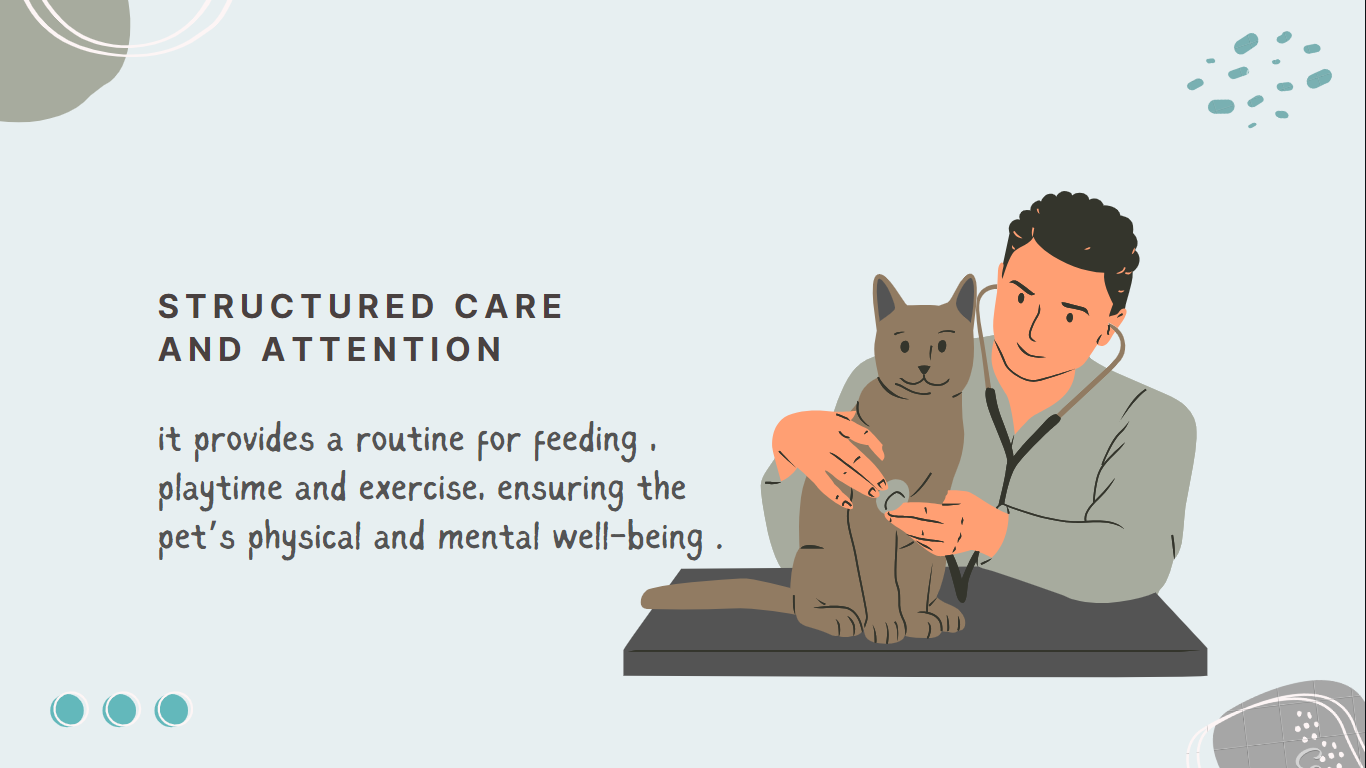 STRUCTURED CARE
AND ATTENTION
it provides a routine for feeding ,
playtime and exercise, ensuring the
pet's physical and mental well-being .